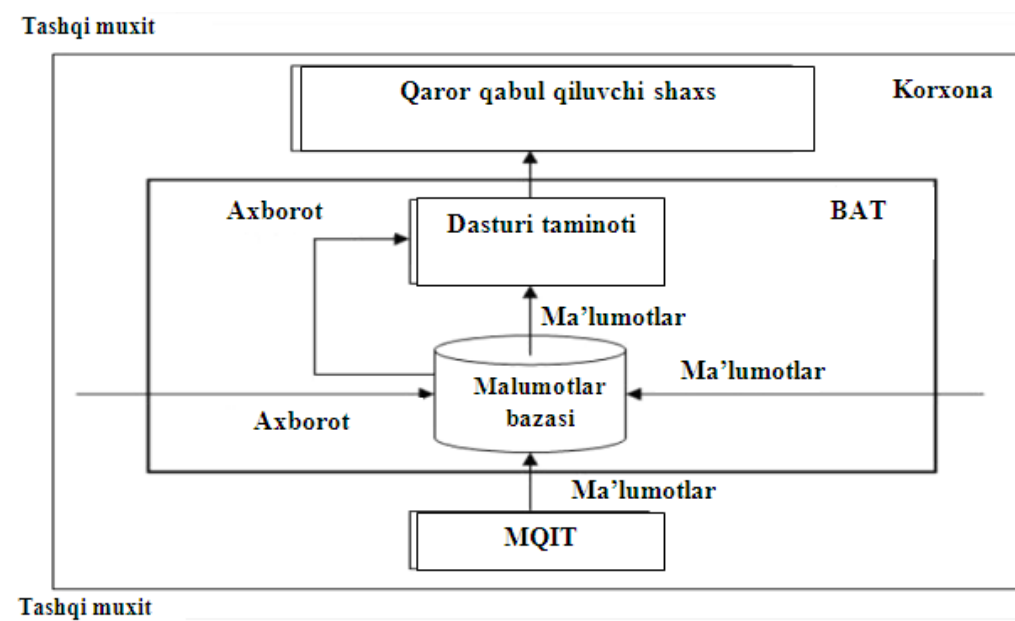 Tashqi muxit
Qaror qabul qiluvchi shaxs
Korxona
Axborot
BAT
Dasturi taminoti
Ma’lumotlar
Ma’lumotlar
Malumotlar
bazasi
Axborot
Ma’lumotlar
MQIT
Tashqi muxit